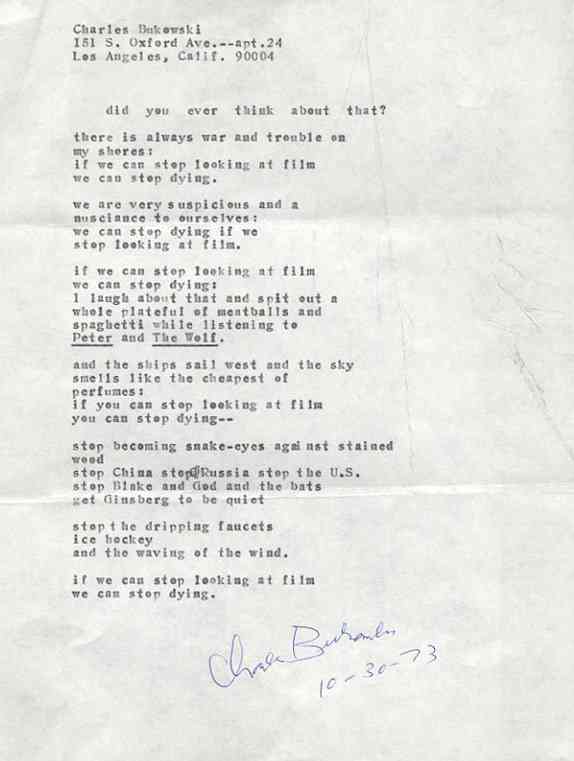 Charles Bukowski
151 S. Oxford Ave.--apt.24
Los Angeles, Calif. 90004
did you ever think about that?
there is always war and trouble on
my shores:
if we can stop looking at film
we can stop dying.
we are very suspicious and a
nusciance to ourselves:
we can stop dying if we
stop looking at film.
if we can stop looking at film
we can stop dying:
I laugh about that and spit out a
whole plateful of meatballs and
spaghetti while listening to
Peter and The Wolf.
and the ships sail west and the sky
smells like the cheapest of
perfumes:
if you can stop looking at film
you can stop dying--
stop becoming snake-eyes against stained
wood
stop China stop Russia stop the U.S.
stop Blake and God and the bats
get Ginsberg to be quiet
stop the dripping faucets
ice hockey
and the waving of the wind.
if we can stop looking at film
we can stop dying.
Charles Bukowski
10-30-73